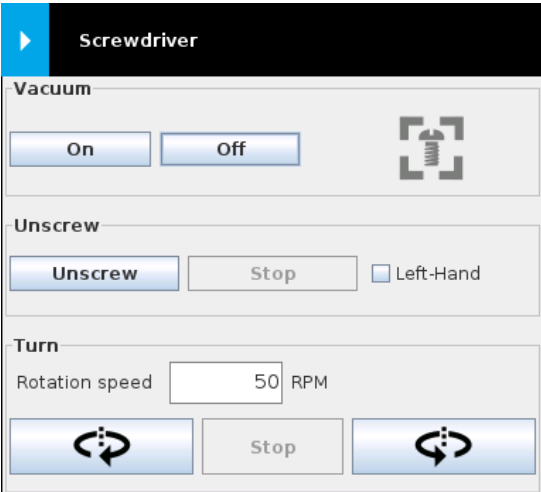 Screwdriver
Vacuum
On Off
Unscrew
Unscrew Stop Left-Hand
Turn
Rotation speed 50 RPM
Stop